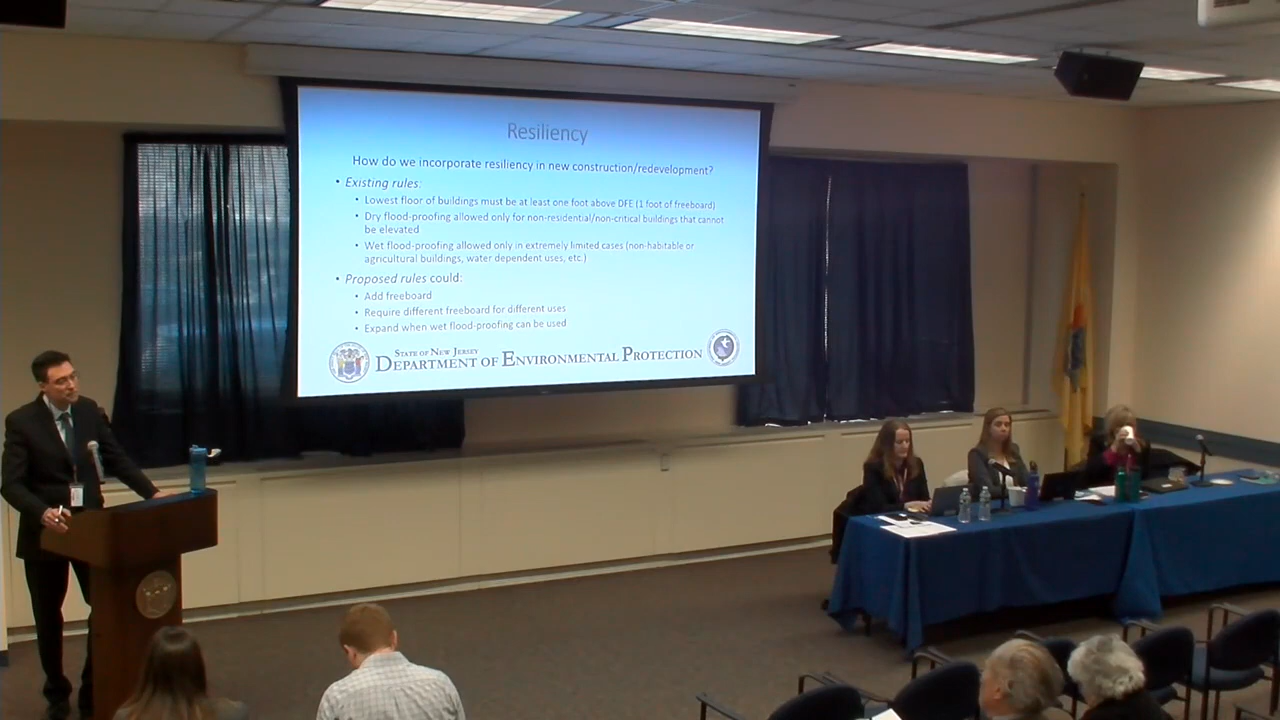 Resiliency
How do we incorporate resiliency in new construction/redevelopment?
• Existing rules:
• Lowest floor of buildings must be at least one foot above DFE (1 foot of freeboard)
• Dry flood-proofing allowed only for non-residential/non-critical buildings that cannot
be elevated
• Wet flood-proofing allowed only in extremely limited cases (non-habitable or
agricultural buildings, water dependent uses, etc.)
• Proposed rules could:
• Add freeboard
• Require different freeboard for different uses
• Expand when wet flood-proofing can be used
STATE OF NEW JERSEY
DEPARTMENT OF ENVIRONMENTAL PROTECTION